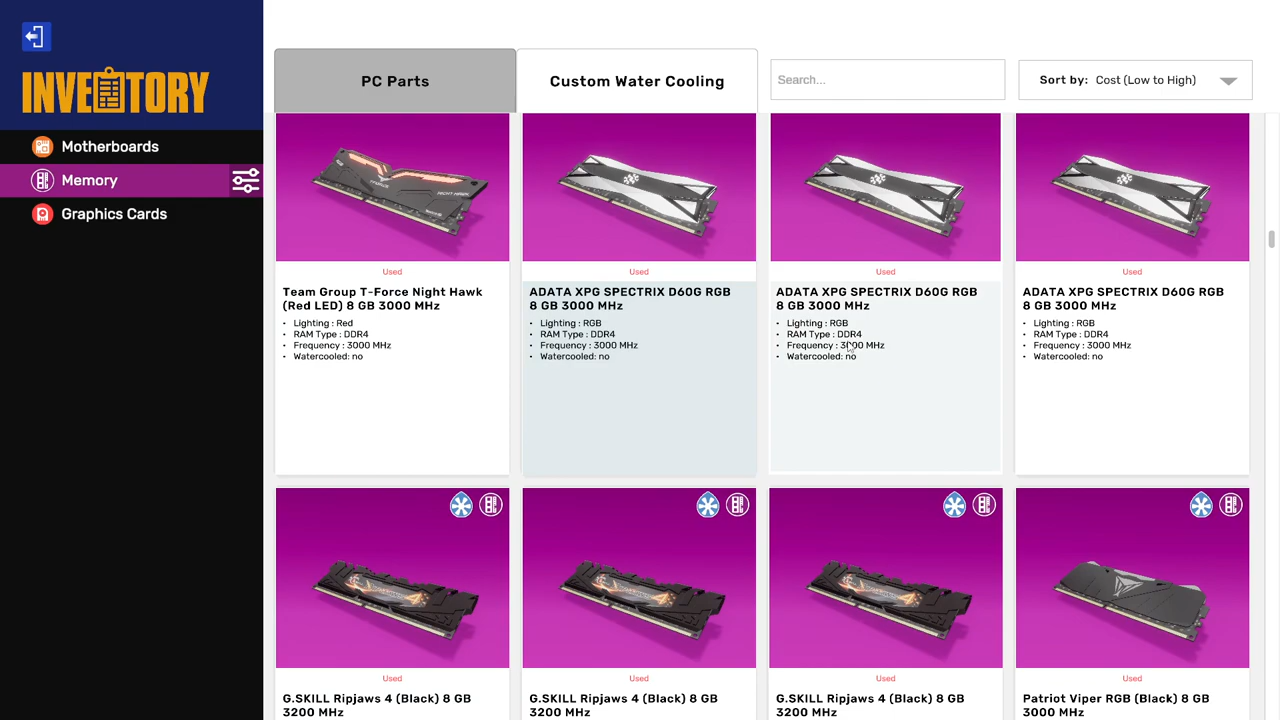 INVENTORY
Motherboards
Memory
Graphics Cards
PC Parts
Custom Water Cooling
Search...
Sort by: Cost (Low to High)
Used
Team Group T-Force Night Hawk
(Red LED) 8 GB 3000 MHz
• Lighting : Red
• RAM Type : DDR4
• Frequency : 3000 MHz
• Watercooled: no
Used
ADATA XPG SPECTRIX D60G RGB
8 GB 3000 MHz
• Lighting : RGB
• RAM Type : DDR4
• Frequency : 3000 MHz
• Watercooled: no
Used
ADATA XPG SPECTRIX D60G RGB
8 GB 3000 MHz
• Lighting : RGB
• RAM Type : DDR4
• Frequency : 3000 MHz
• Watercooled: no
Used
ADATA XPG SPECTRIX D60G RGB
8 GB 3000 MHz
• Lighting : RGB
• RAM Type : DDR4
• Frequency : 3000 MHz
• Watercooled: no
Used
G.SKILL Ripjaws 4 (Black) 8 GB
3200 MHz
Used
G.SKILL Ripjaws 4 (Black) 8 GB
3200 MHz
Used
G.SKILL Ripjaws 4 (Black) 8 GB
3200 MHz
Used
Patriot Viper RGB (Black) 8 GB
3000 MHz